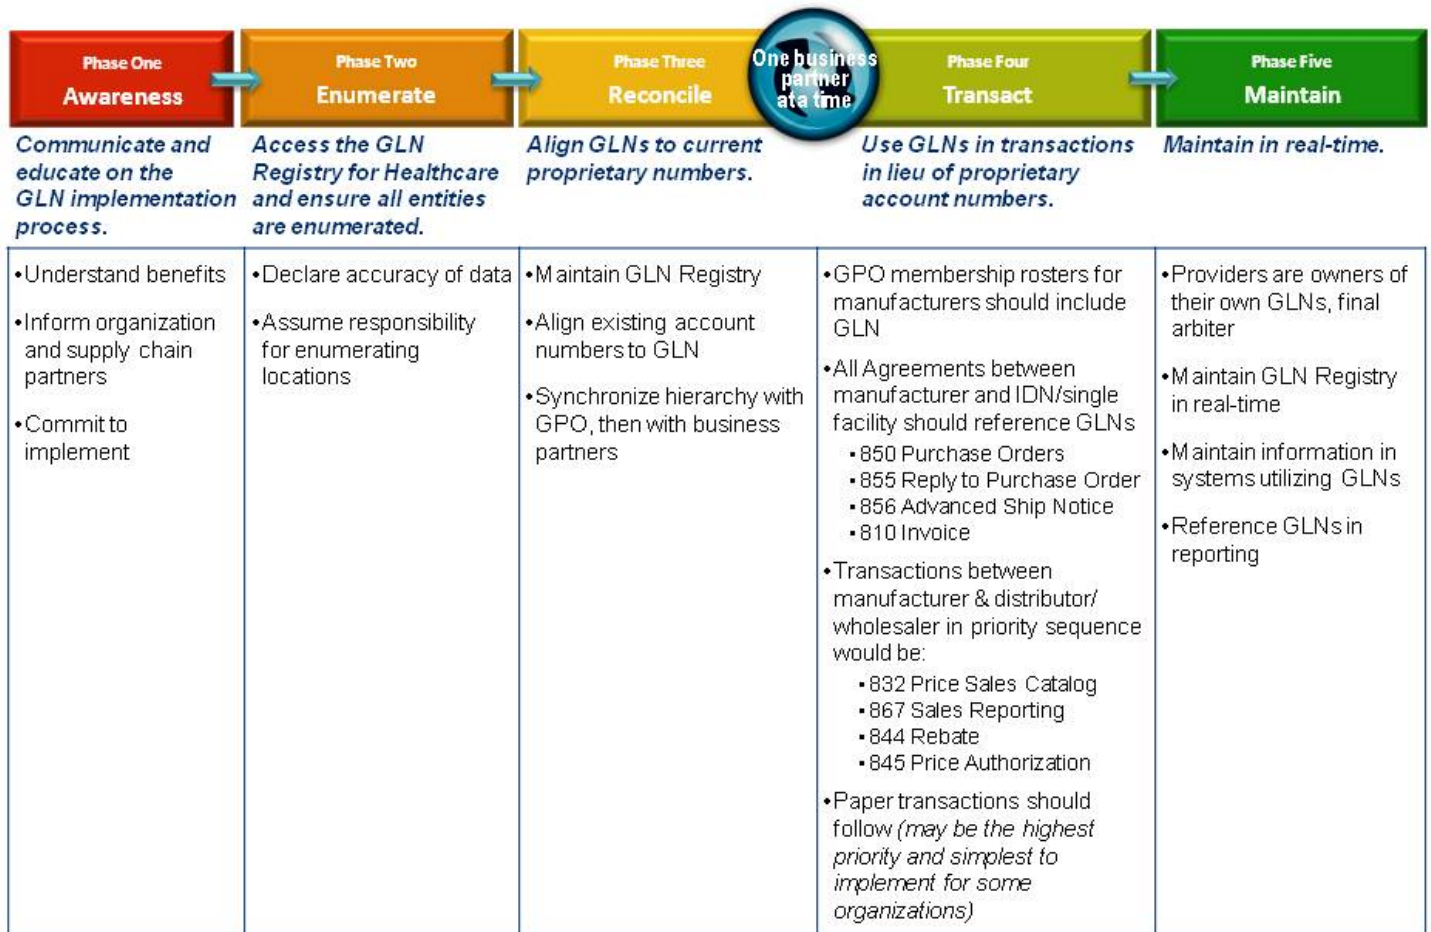 Phase One
Awareness
Phase Two
Enumerate
Phase Three
Reconcile
One business
partner
at a time
Phase Four
Transact
Phase Five
Maintain
Communicate and
educate on the
GLN implementation
process.
Access the GLN
Registry for Healthcare
and ensure all entities
are enumerated.
Align GLNs to current
proprietary numbers.
Use GLNs in transactions
in lieu of proprietary
account numbers.
Maintain in real-time.
•Understand benefits
•Inform organization
and supply chain
partners
•Commit to
implement
•Declare accuracy of data
•Assume responsibility
for enumerating
locations
•Maintain GLN Registry
•Align existing account
numbers to GLN
•Synchronize hierarchy with
GPO, then with business
partners
•GPO membership rosters for
manufacturers should include
GLN
•All Agreements between
manufacturer and IDN/single
facility should reference GLNs
▪850 Purchase Orders
▪855 Reply to Purchase Order
▪856 Advanced Ship Notice
▪810 Invoice
•Transactions between
manufacturer & distributor/
wholesaler in priority sequence
would be:
▪832 Price Sales Catalog
▪867 Sales Reporting
▪844 Rebate
▪845 Price Authorization
•Paper transactions should
follow (may be the highest
priority and simplest to
implement for some
organizations)
•Providers are owners of
their own GLNs, final
arbiter
•Maintain GLN Registry
in real-time
•Maintain information in
systems utilizing GLNs
•Reference GLNs in
reporting